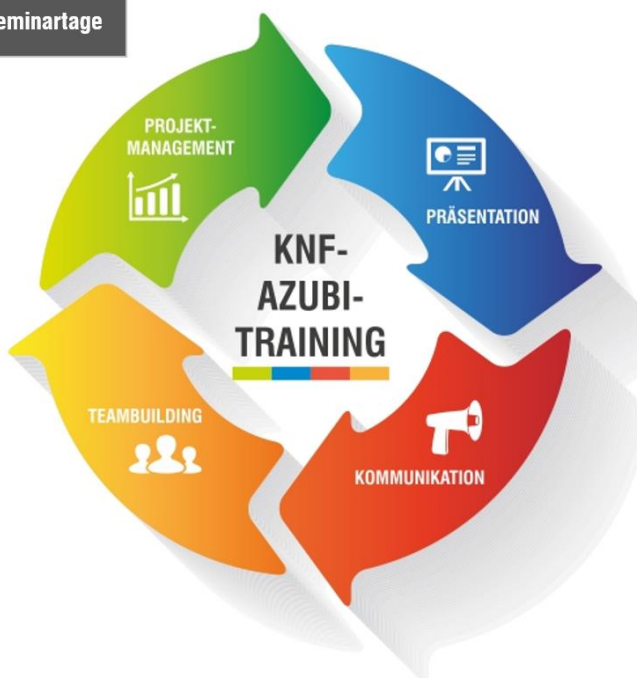 eminartage
PROJEKT-
MANAGEMENT
PRÄSENTATION
KNF-
AZUBI-
TRAINING
TEAMBUILDING
KOMMUNIKATION